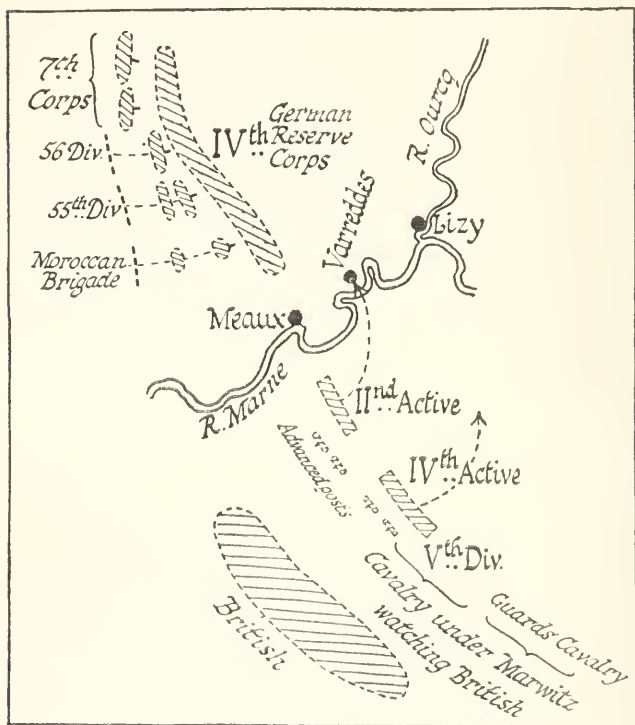 7th
Corps
56 Div.
55th Div
Moroccan
Brigade
IVth German
Reserve
Corps
R. Ourcq
Varreddes
Lizy
Meaux
R. Marne
IInd Active
Advanced posts
IVth Active
Vth Div.
Guards Cavalry
Cavalry under Marwitz
watching British
British